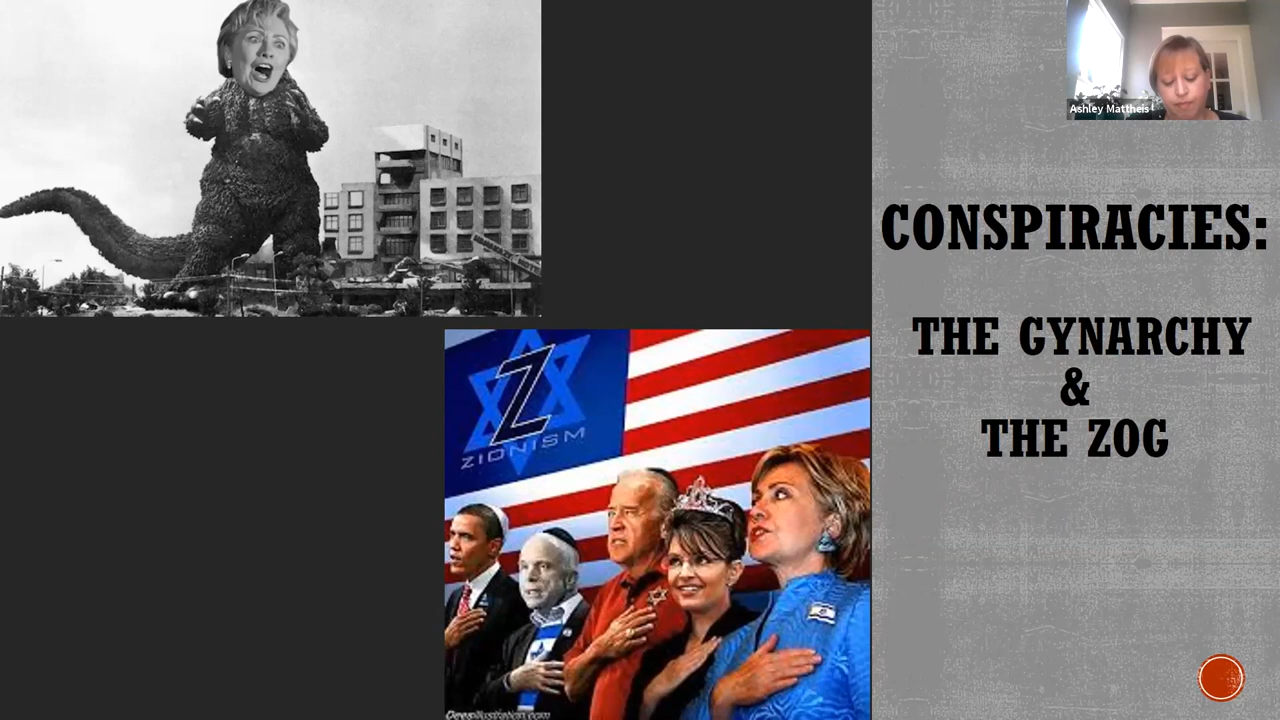 Ashley Mattheis
CONSPIRACIES:
THE GYNARCHY
&
THE ZOG
Z
ZIONISM